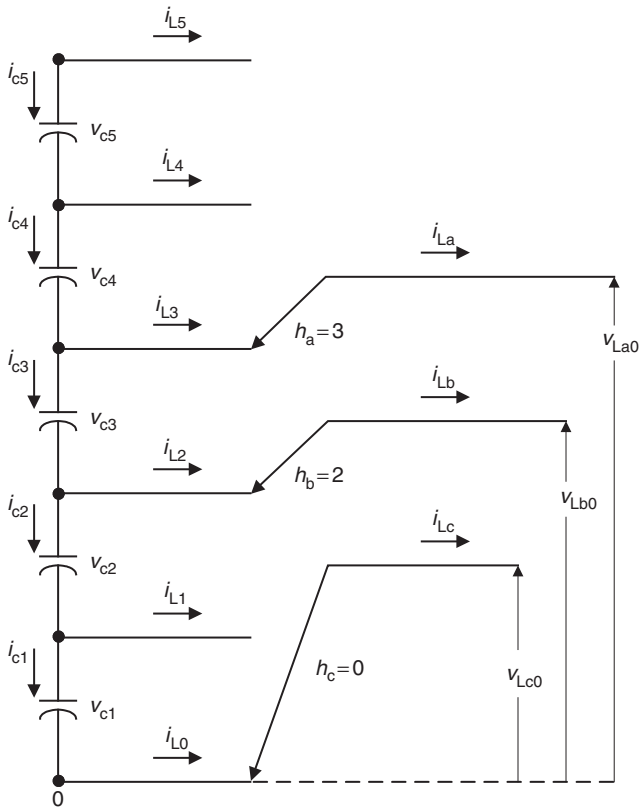 i_L5
i_c5
v_c5
i_L4
i_c4
i_La
v_c4
i_L3
h_a=3
v_La0
i_c3
i_Lb
v_c3
i_L2
h_b=2
v_Lb0
i_c2
i_Lc
v_c2
i_L1
i_c1
h_c=0
v_Lc0
v_c1
i_L0
0